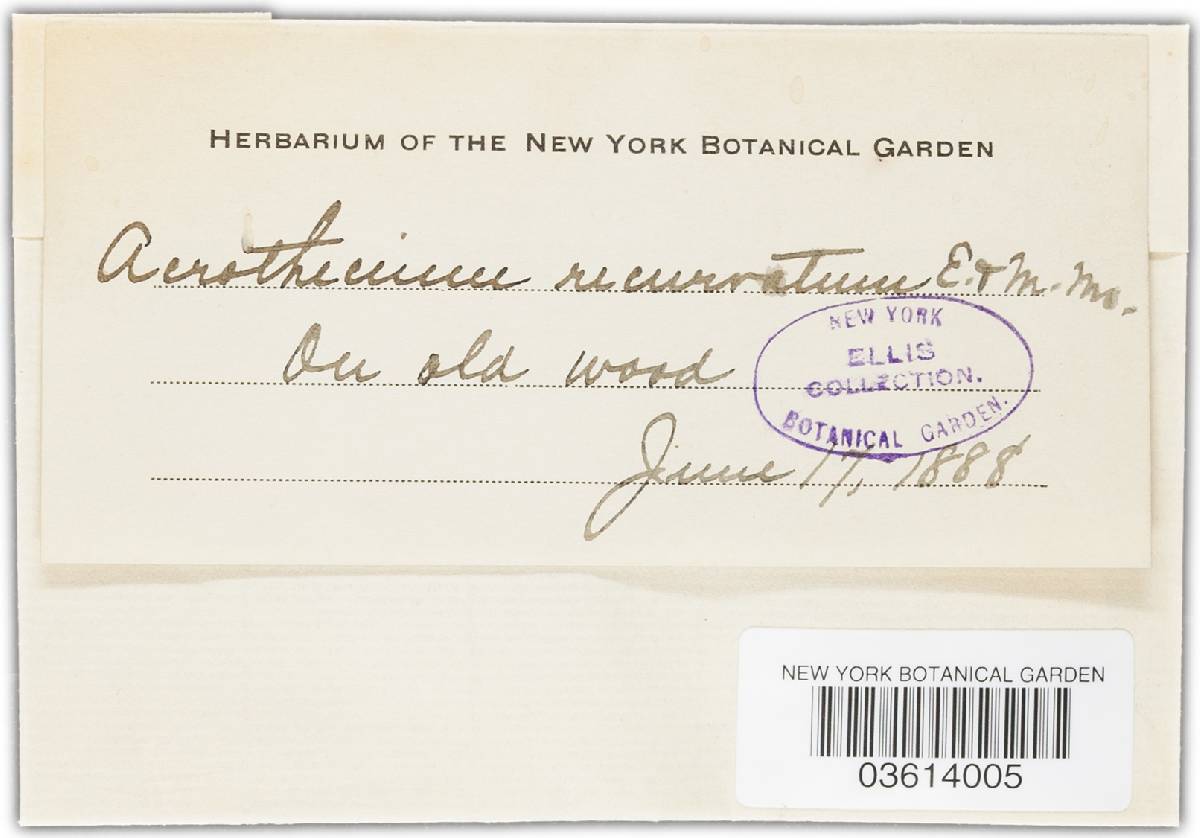 HERBARIUM OF THE NEW YORK BOTANICAL GARDEN
Acrothecium recurvatum E. & M. Ms.
On old wood
NEW YORK
ELLIS
COLLECTION.
BOTANICAL GARDEN.
June 17, 1888
NEW YORK BOTANICAL GARDEN
03614005